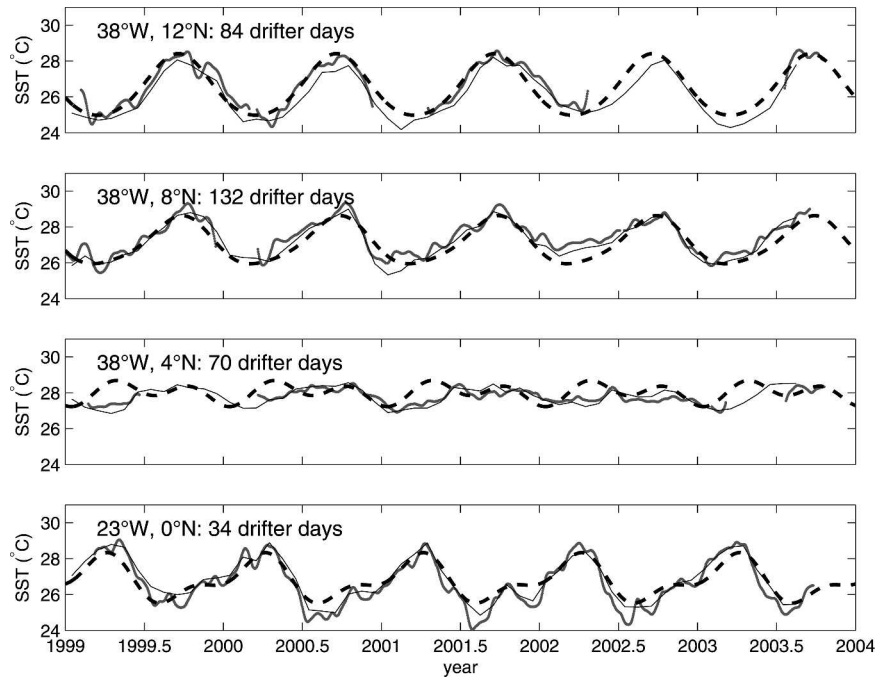 38°W, 12°N: 84 drifter days
SST (°C)
30
28
26
24
38°W, 8°N: 132 drifter days
SST (°C)
30
28
26
24
38°W, 4°N: 70 drifter days
SST (°C)
30
28
26
24
23°W, 0°N: 34 drifter days
SST (°C)
30
28
26
24
1999 1999.5 2000 2000.5 2001 2001.5 2002 2002.5 2003 2003.5 2004
year